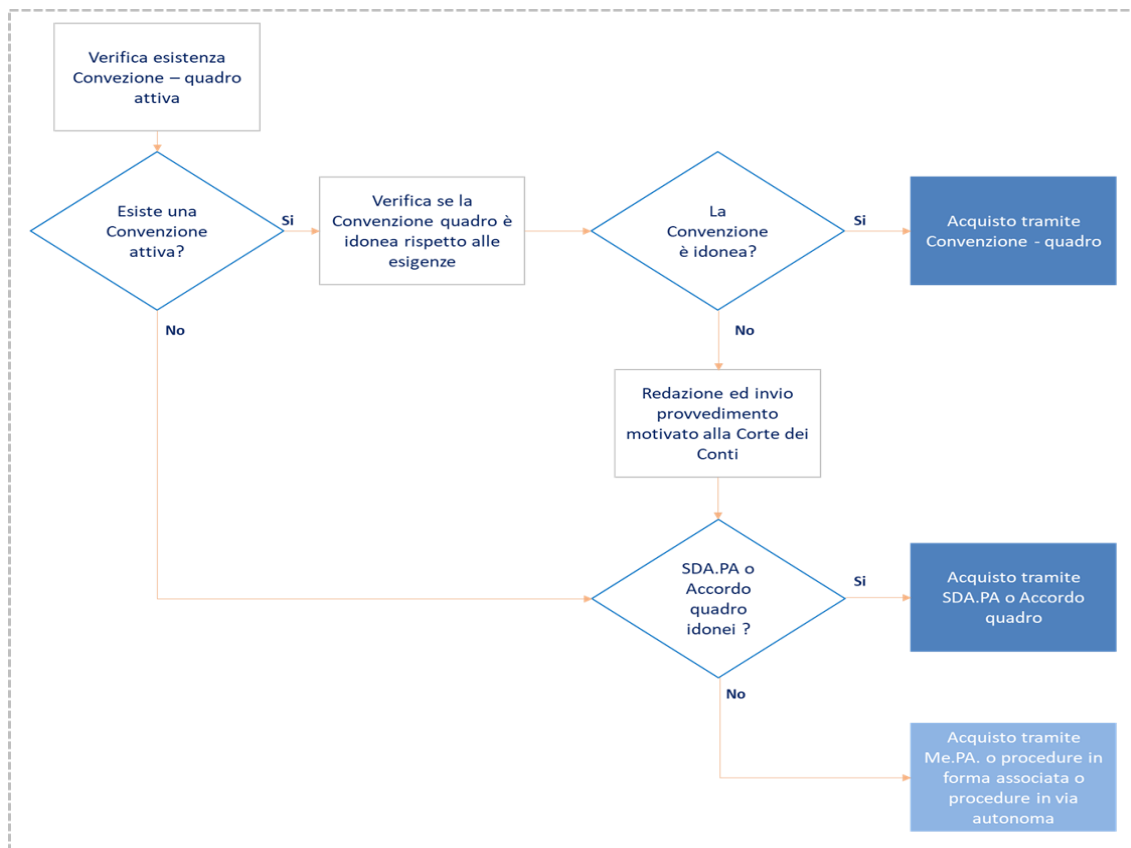 Verifica esistenza
Convezione – quadro
attiva
Esiste una
Convenzione
attiva?
Si
Verifica se la
Convenzione quadro è
idonea rispetto alle
esigenze
La
Convenzione
è idonea?
Si
Acquisto tramite
Convenzione - quadro
No
No
Redazione ed invio
provvedimento
motivato alla Corte dei
Conti
SDA.PA o
Accordo
quadro
idonei ?
Si
Acquisto tramite
SDA.PA o Accordo
quadro
No
Acquisto tramite
Me.PA. o procedure in
forma associata o
procedure in via
autonoma